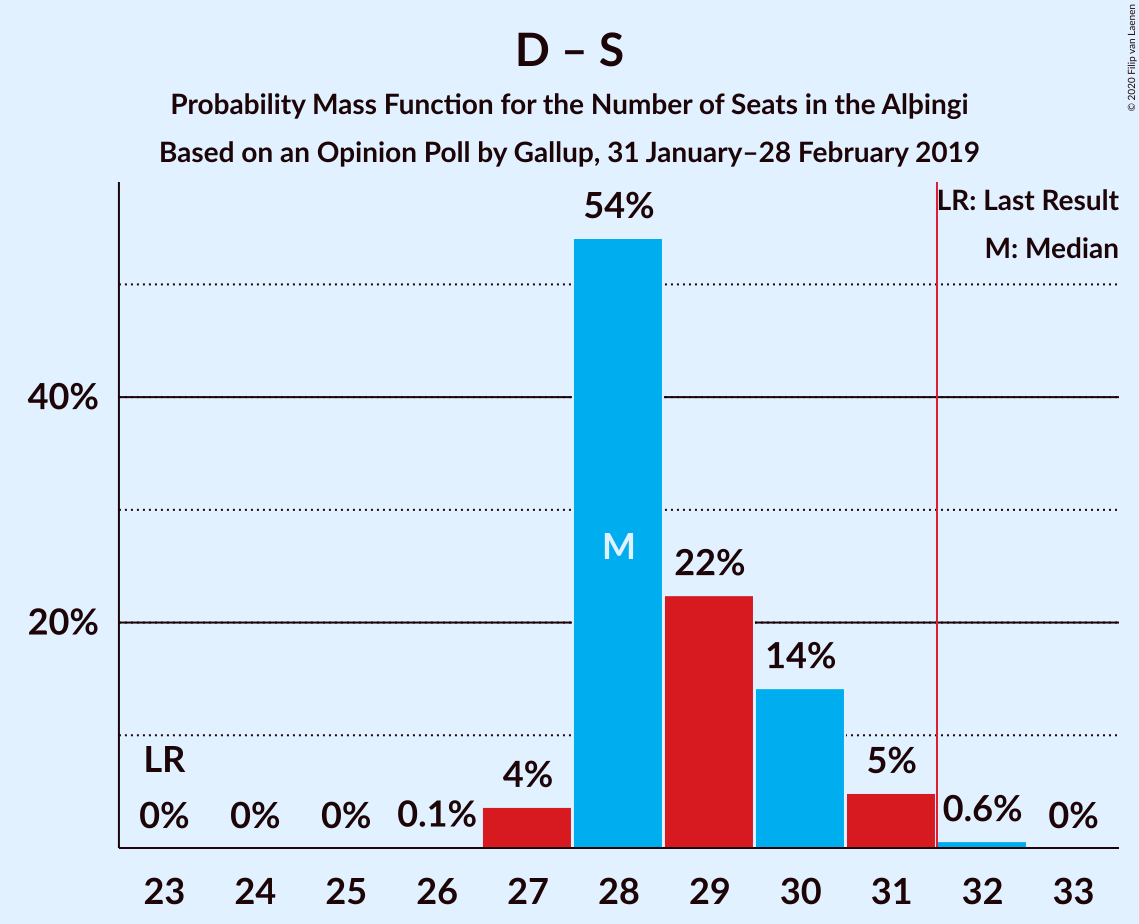 D – S
Probability Mass Function for the Number of Seats in the Alþingi
Based on an Opinion Poll by Gallup, 31 January–28 February 2019
© 2020 Filip van Laenen
LR: Last Result
M: Median
54%
40%
M
22%
20%
14%
LR
4%
5%
0%
0%
0%
0.1%
0.6%
0%
23 24 25 26 27 28 29 30 31 32 33